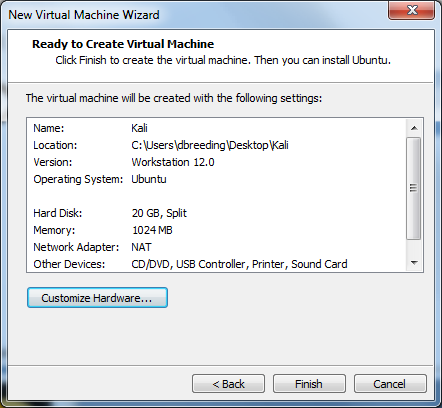 New Virtual Machine Wizard
Ready to Create Virtual Machine
Click Finish to create the virtual machine. Then you can install Ubuntu.
The virtual machine will be created with the following settings:
Name: Kali
Location: C:\Users\dbreeding\Desktop\Kali
Version: Workstation 12.0
Operating System: Ubuntu
Hard Disk: 20 GB, Split
Memory: 1024 MB
Network Adapter: NAT
Other Devices: CD/DVD, USB Controller, Printer, Sound Card
Customize Hardware...
< Back Finish Cancel